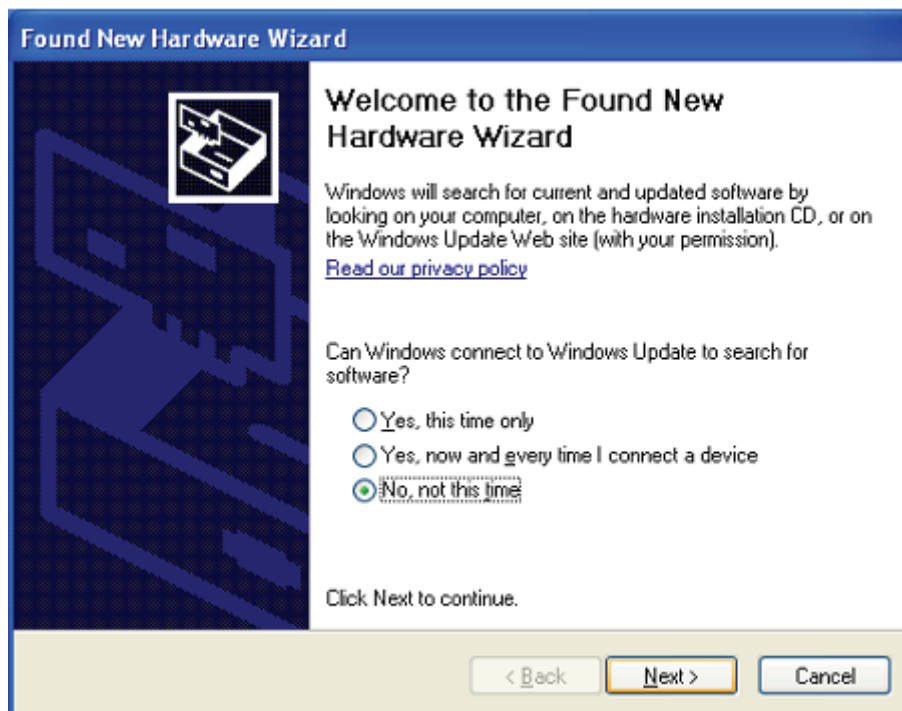 Found New Hardware Wizard
Welcome to the Found New
Hardware Wizard
Windows will search for current and updated software by
looking on your computer, on the hardware installation CD, or on
the Windows Update Web site (with your permission).
Read our privacy policy
Can Windows connect to Windows Update to search for
software?
Yes, this time only
Yes, now and every time I connect a device
No, not this time
Click Next to continue.
< Back
Next >
Cancel